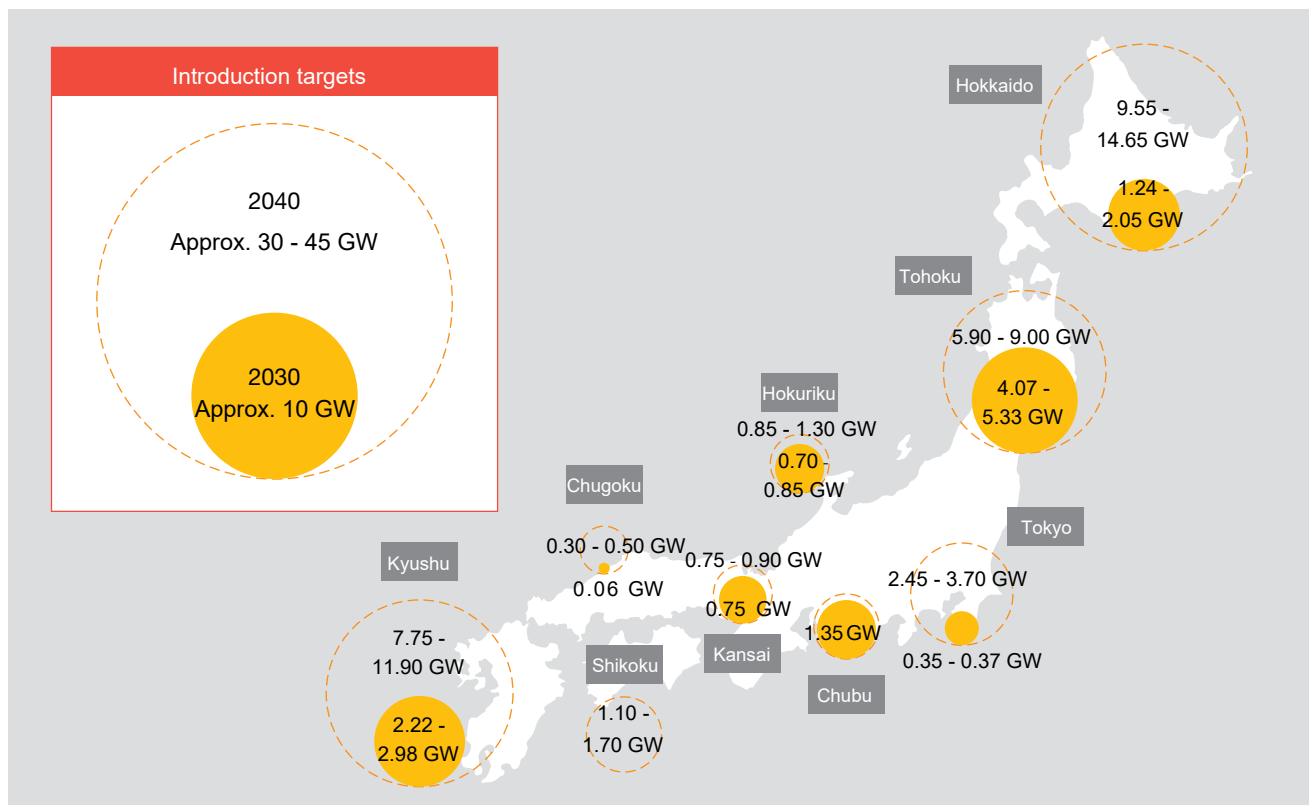 Introduction targets
2040
Approx. 30 - 45 GW
2030
Approx. 10 GW
Hokkaido
9.55 -
14.65 GW
1.24 -
2.05 GW
Tohoku
5.90 - 9.00 GW
4.07 -
5.33 GW
Hokuriku
0.85 - 1.30 GW
0.70 -
0.85 GW
Chugoku
0.30 - 0.50 GW
0.06 GW
Kansai
0.75 - 0.90 GW
0.75 GW
Tokyo
2.45 - 3.70 GW
0.35 - 0.37 GW
Chubu
1.35 GW
Kyushu
7.75 -
11.90 GW
2.22 -
2.98 GW
Shikoku
1.10 -
1.70 GW